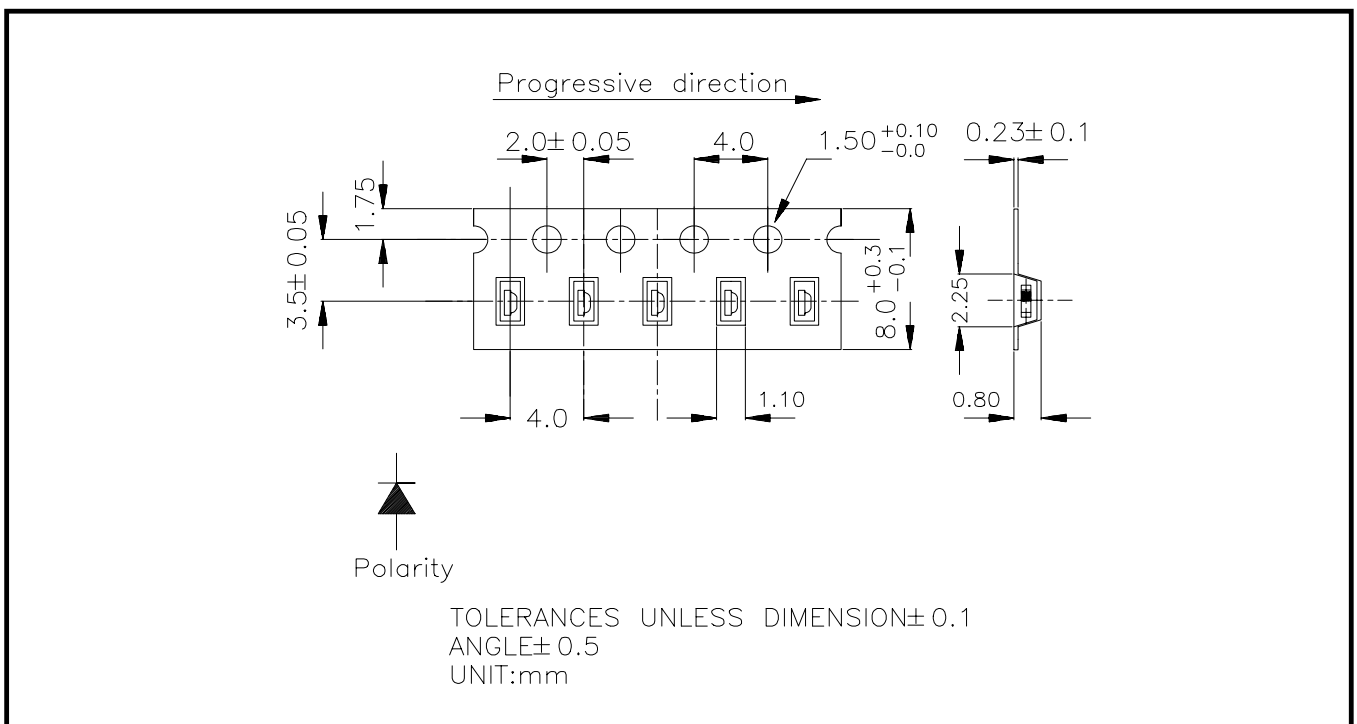 Progressive direction
2.0±0.05
4.0
1.50 +0.10 -0.0
0.23±0.1
1.75
3.5±0.05
8.0 +0.3 -0.1
2.25
4.0
1.10
0.80
Polarity
TOLERANCES UNLESS DIMENSION±0.1
ANGLE±0.5
UNIT:mm